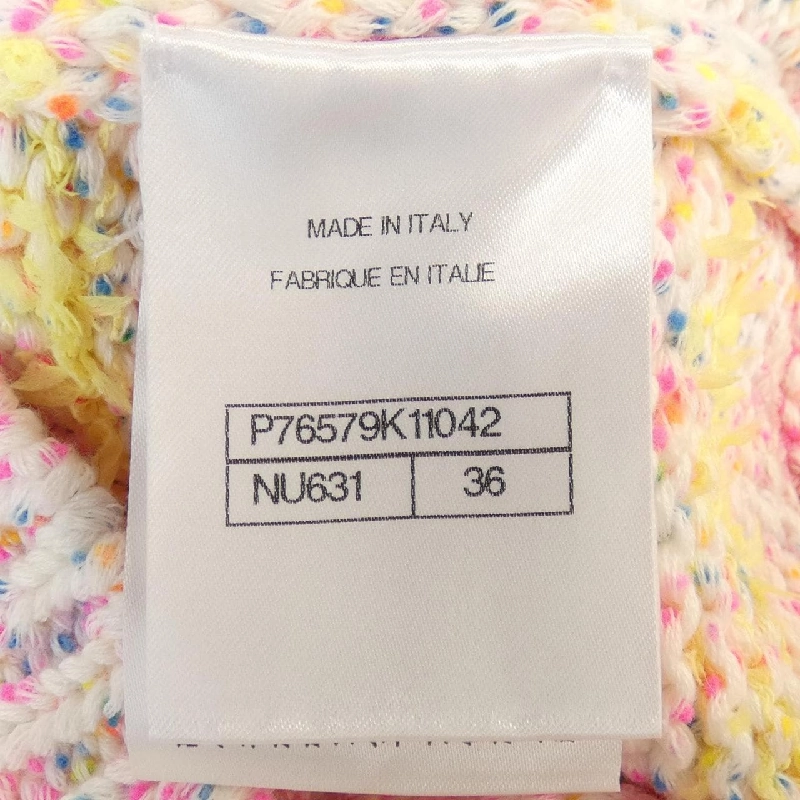 MADE IN ITALY
FABRIQUE EN ITALIE
P76579K11042
NU631 36